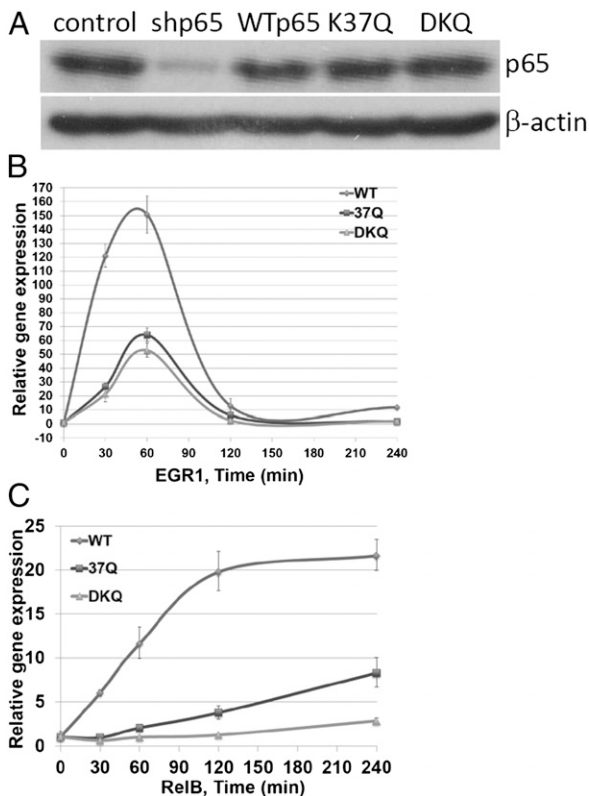 A
control shp65 WTp65 K37Q DKQ
p65
β-actin
B
170
160
150
140
130
120
110
100
90
80
70
60
50
40
30
20
10
0
-10
Relative gene expression
WT
37Q
DKQ
0 30 60 90 120 150 180 210 240
EGR1, Time (min)
C
25
20
15
10
5
0
Relative gene expression
WT
37Q
DKQ
0 30 60 90 120 150 180 210 240
RelB, Time (min)